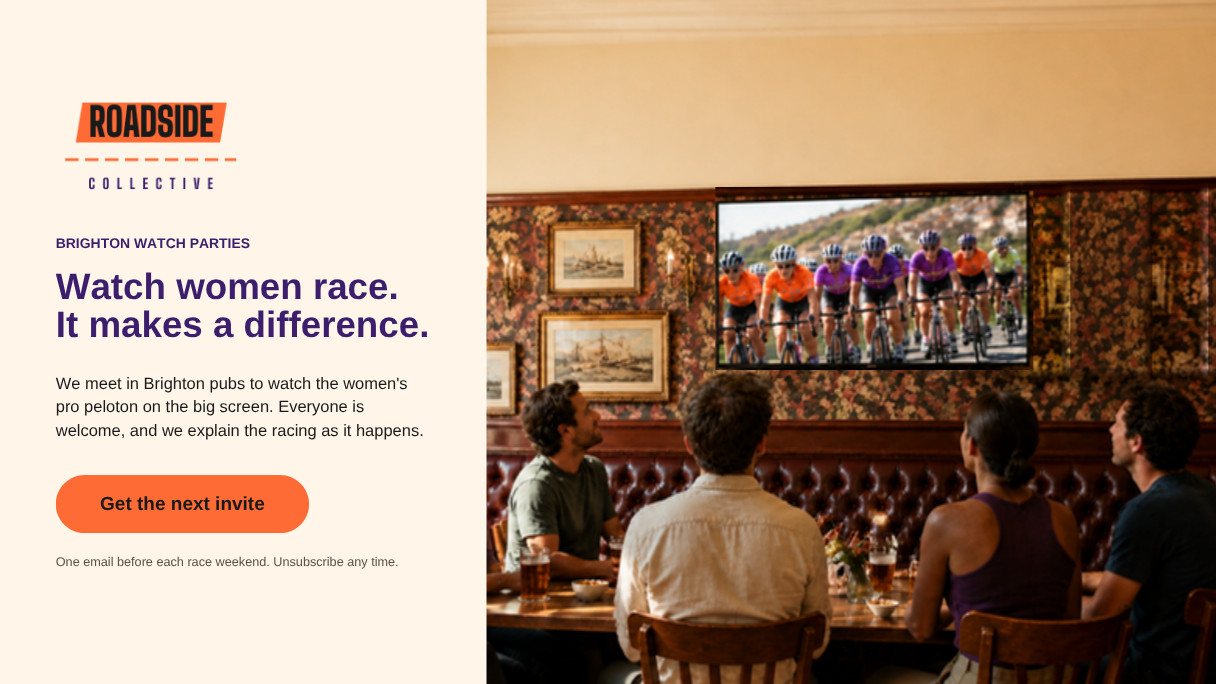 ROADSIDE
COLLECTIVE
BRIGHTON WATCH PARTIES
Watch women race.
It makes a difference.
We meet in Brighton pubs to watch the women's
pro peloton on the big screen. Everyone is
welcome, and we explain the racing as it happens.
Get the next invite
One email before each race weekend. Unsubscribe any time.